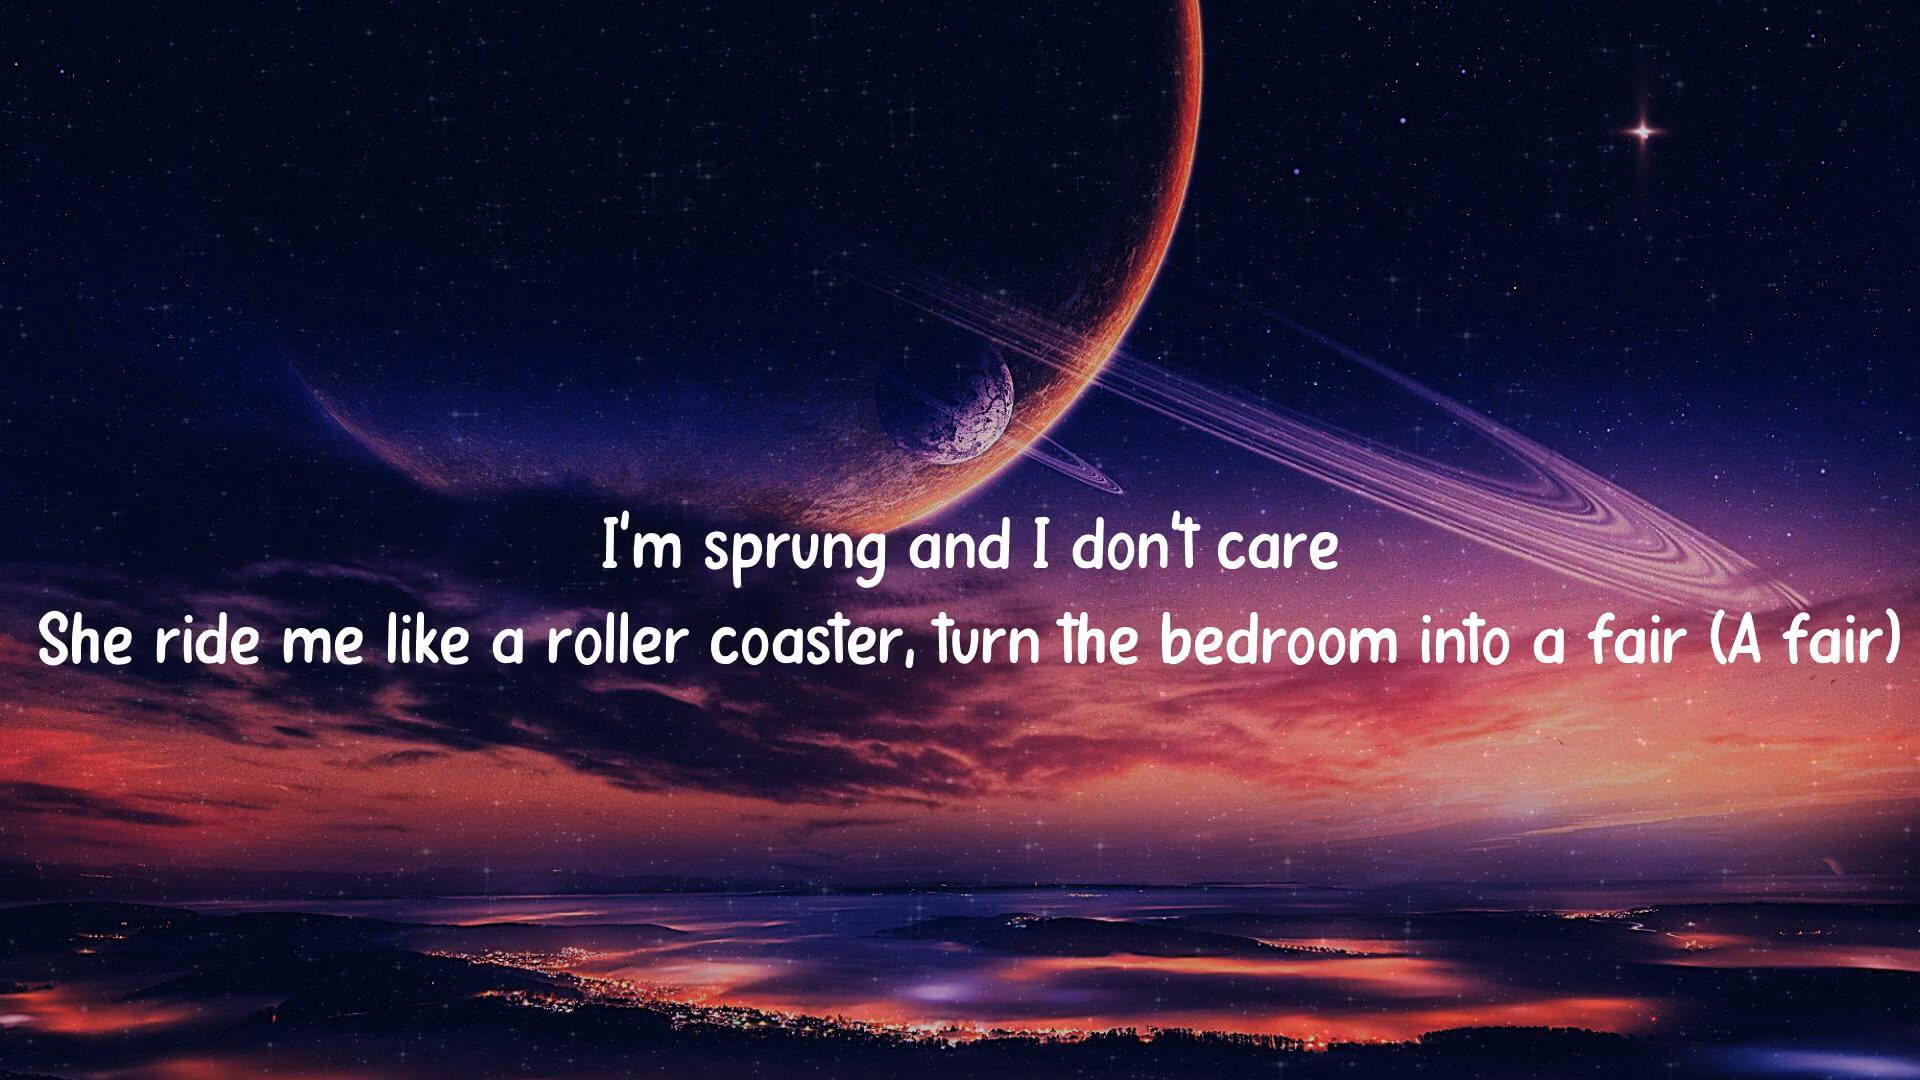 I'm sprung and I don't care
She ride me like a roller coaster, turn the bedroom into a fair (A fair)